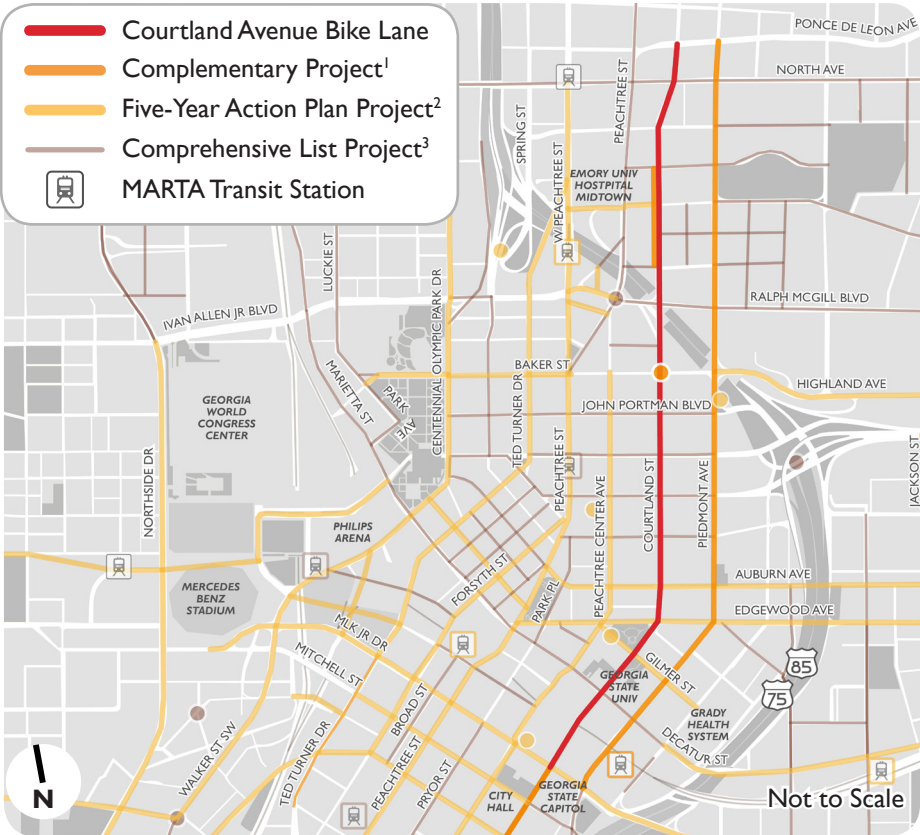 Courtland Avenue Bike Lane
Complementary Project¹
Five-Year Action Plan Project²
Comprehensive List Project³
MARTA Transit Station
PONCE DE LEON AVE
NORTH AVE
PEACHTREE ST
SPRING ST
W PEACHTREE ST
EMORY UNIV
HOSTPITAL
MIDTOWN
LUCKIE ST
CENTENNIAL OLYMPIC PARK DR
RALPH MCGILL BLVD
IVAN ALLEN JR BLVD
BAKER ST
MARIETTA ST
PARK
AVE
TED TURNER DR
HIGHLAND AVE
JOHN PORTMAN BLVD
GEORGIA
WORLD
CONGRESS
CENTER
NORTHSIDE DR
PEACHTREE ST
PEACHTREE CENTER AVE
COURTLAND ST
PIEDMONT AVE
JACKSON ST
PHILIPS
ARENA
MERCEDES
BENZ
STADIUM
FORSYTH ST
PARK PL
AUBURN AVE
EDGEWOOD AVE
MLK JR DR
MITCHELL ST
GILMER ST
GEORGIA
STATE
UNIV
85
75
BROAD ST
GRADY
HEALTH
SYSTEM
DECATUR ST
WALKER ST SW
TED TURNER DR
PEACHTREE ST
PRYOR ST
CITY
HALL
GEORGIA
STATE
CAPITOL
N
Not to Scale